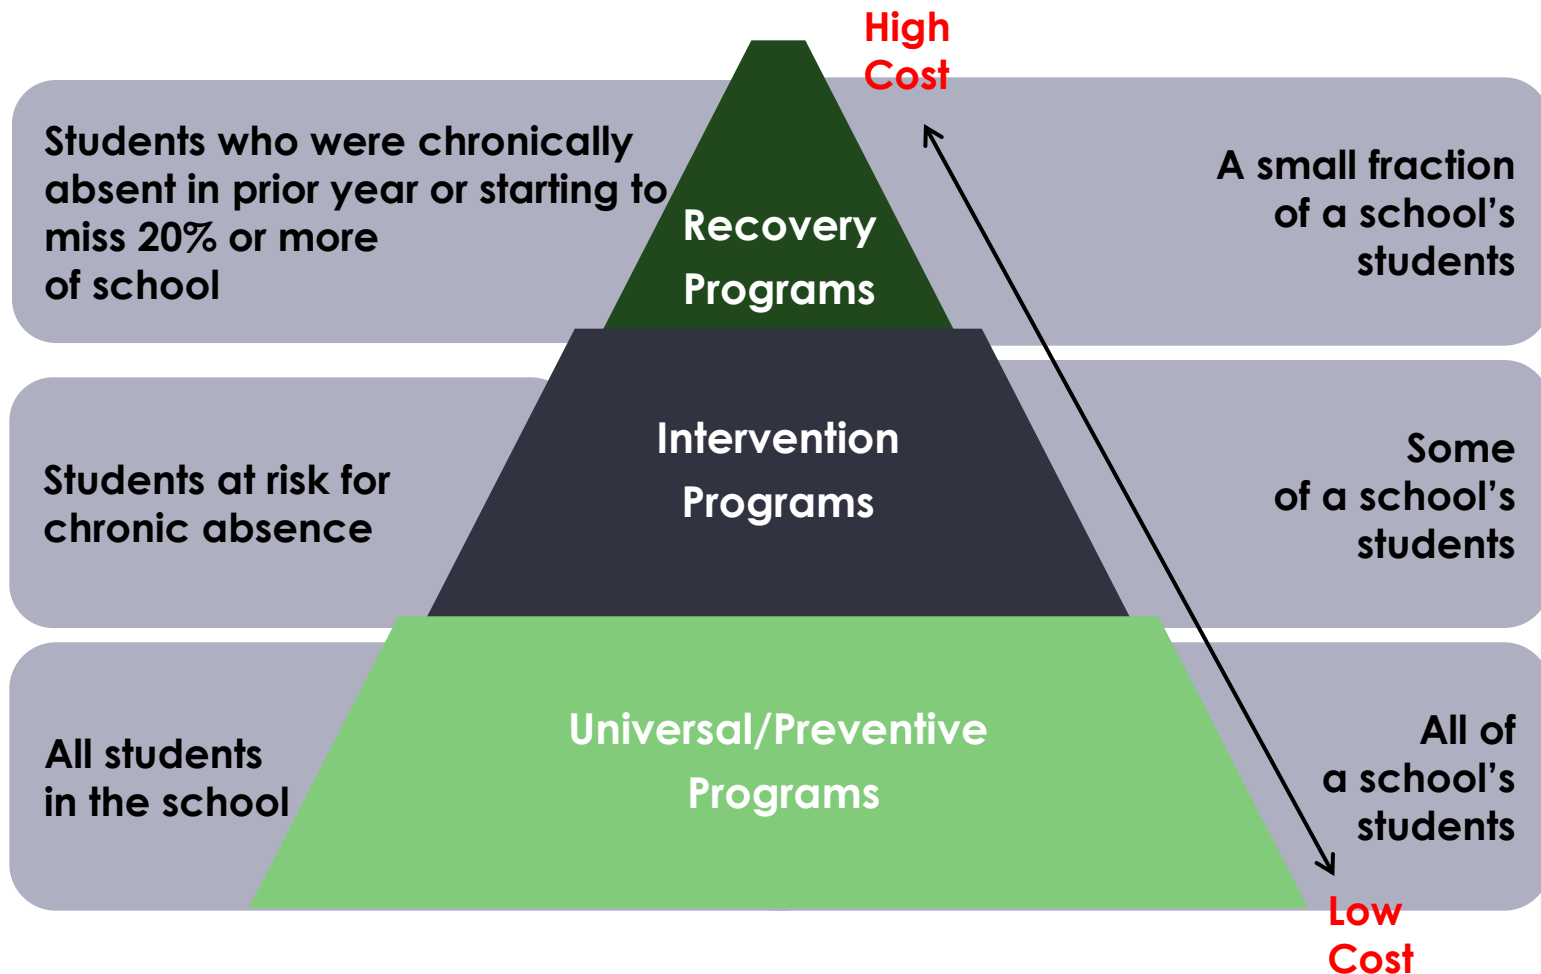 High
Cost
Students who were chronically
absent in prior year or starting to
miss 20% or more
of school
Recovery
Programs
A small fraction
of a school's
students
Students at risk for
chronic absence
Intervention
Programs
Some
of a school's
students
All students
in the school
Universal/Preventive
Programs
All of
a school's
students
Low
Cost